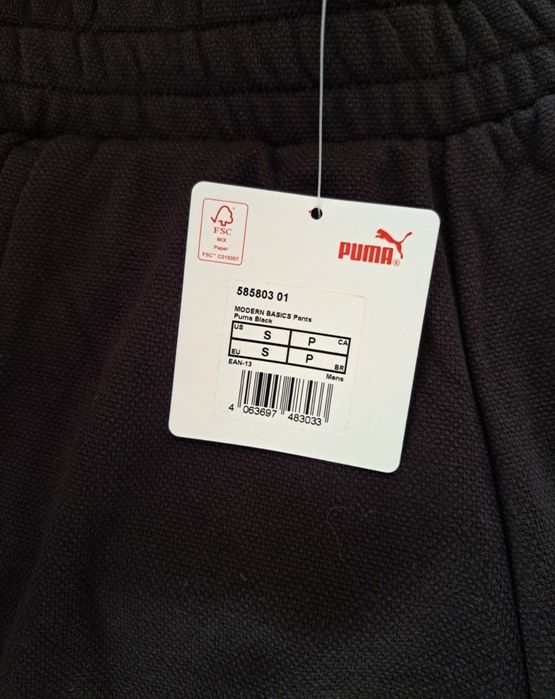 FSC
MIX
Paper
FSC® C015007
PUMA®
585803 01
MODERN BASICS Pants
Puma Black
US S P CA
EU S P BR
EAN-13 Mens
4 063697 483033